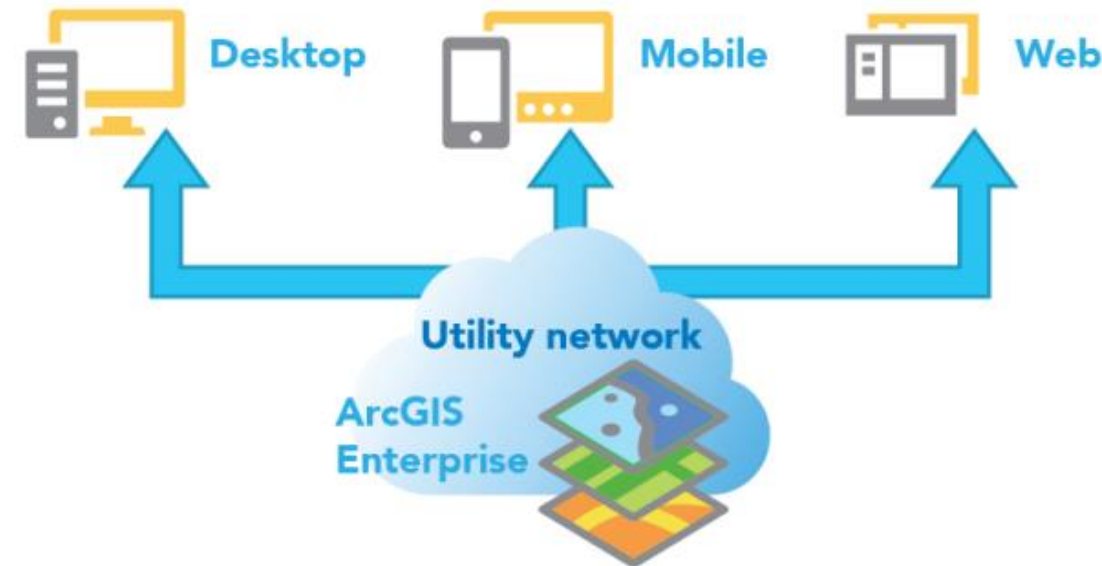 Desktop
Mobile
Web
Utility network
ArcGIS
Enterprise